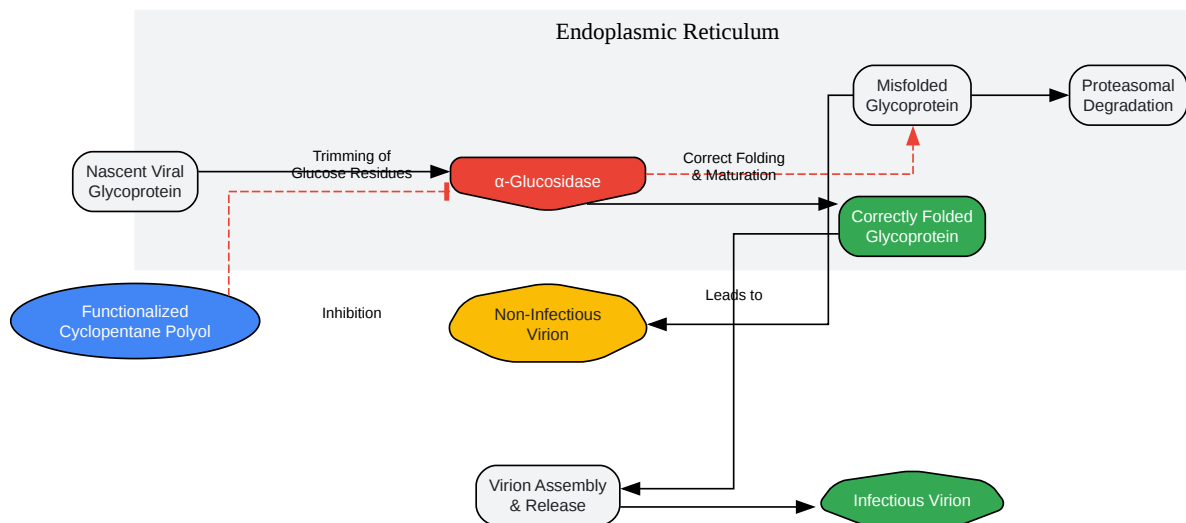 Endoplasmic Reticulum
Misfolded
Glycoprotein
Proteasomal
Degradation
Trimming of
Glucose Residues
Correct Folding
& Maturation
Nascent Viral
Glycoprotein
α-Glucosidase
Correctly Folded
Glycoprotein
Functionalized
Cyclopentane Polyol
Inhibition
Non-Infectious
Virion
Leads to
Virion Assembly
& Release
Infectious Virion